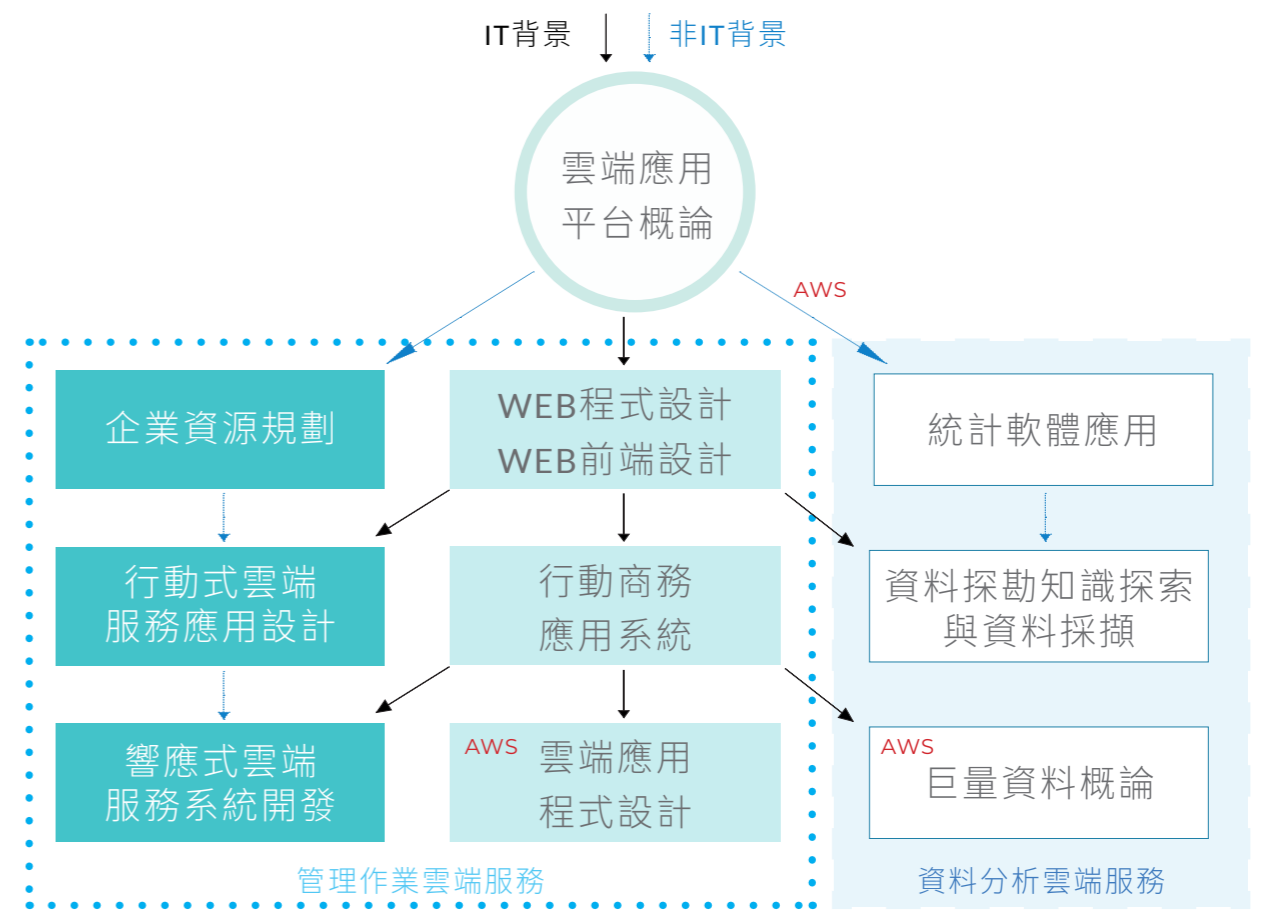 IT背景
非IT背景
雲端應用
平台概論
AWS
企業資源規劃
WEB程式設計
WEB前端設計
統計軟體應用
行動式雲端
服務應用設計
行動商務
應用系統
資料探勘知識探索
與資料採擷
響應式雲端
服務系統開發
AWS
雲端應用
程式設計
AWS
巨量資料概論
管理作業雲端服務
資料分析雲端服務